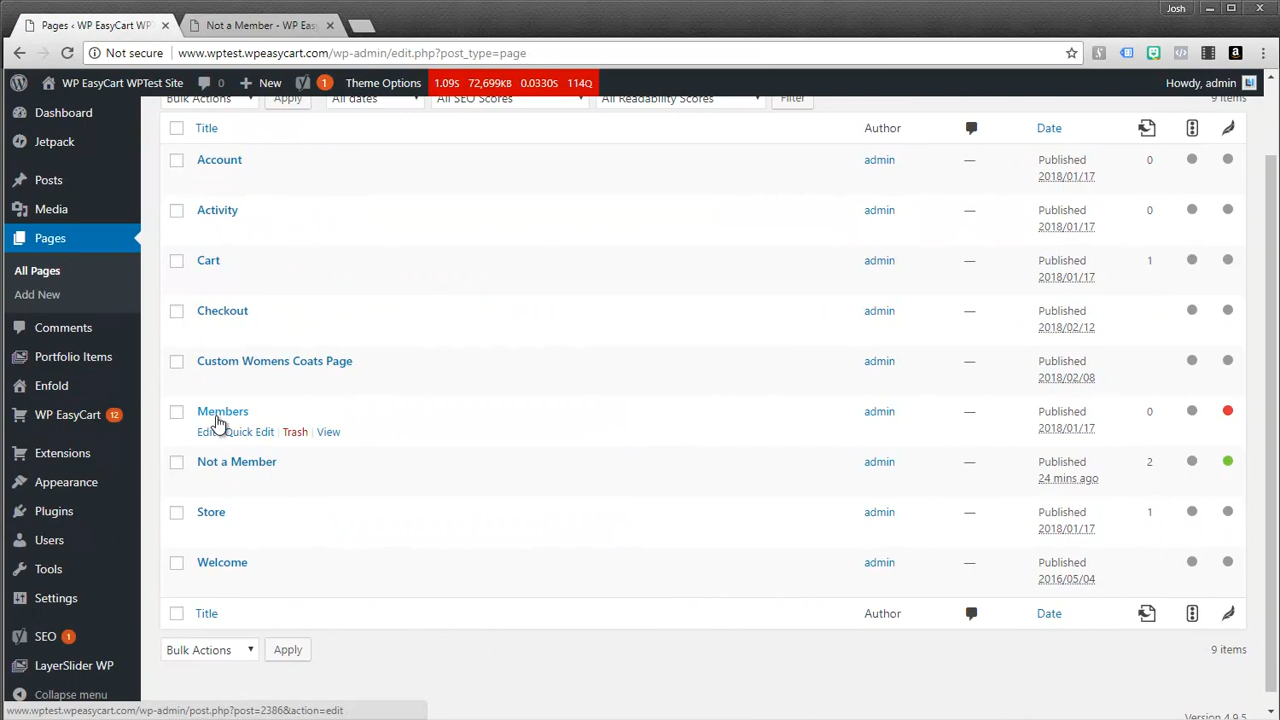 Josh
Pages ‹ WP EasyCart WP
Not a Member - WP Eas
Not secure www.wptest.wpeasycart.com/wp-admin/edit.php?post_type=page
WP EasyCart WPTest Site 0 New 1 Theme Options 1.09S 72,699KB 0.0330S 114Q Howdy, admin
Bulk Actions Apply All dates All SEO Scores All Readability Scores Filter 9 items
Dashboard
Jetpack
Posts
Media
Pages
All Pages
Add New
Comments
Portfolio Items
Enfold
WP EasyCart 12
Extensions
Appearance
Plugins
Users
Tools
Settings
SEO 1
LayerSlider WP
Collapse menu
Title Author Date
Account admin — Published 0
2018/01/17
Activity admin — Published 0
2018/01/17
Cart admin — Published 1
2018/01/17
Checkout admin — Published
2018/02/12
Custom Womens Coats Page admin — Published
2018/02/08
Members admin — Published 0
Edit Quick Edit | Trash | View 2018/01/17
Not a Member admin — Published 2
24 mins ago
Store admin — Published 1
2018/01/17
Welcome admin — Published
2016/05/04
Title Author Date
Bulk Actions Apply 9 items
Version 4.9.5
www.wptest.wpeasycart.com/wp-admin/post.php?post=2386&action=edit